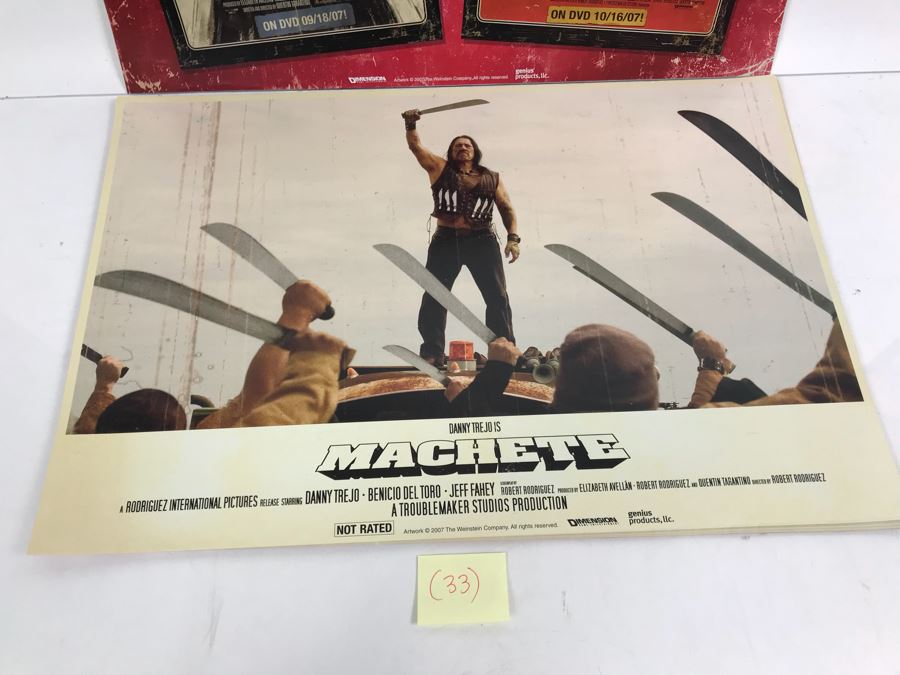 ON DVD 09/18/07!
ON DVD 10/16/07!
DIMENSION
Artwork © 2007 The Weinstein Company. All rights reserved.
genius
products, llc.
DANNY TREJO IS
MACHETE
A RODRIGUEZ INTERNATIONAL PICTURES RELEASE STARRING DANNY TREJO · BENICIO DEL TORO · JEFF FAHEY SCREENPLAY BY ROBERT RODRIGUEZ PRODUCED BY ELIZABETH AVELLÁN · ROBERT RODRIGUEZ AND QUENTIN TARANTINO DIRECTED BY ROBERT RODRIGUEZ
A TROUBLEMAKER STUDIOS PRODUCTION
NOT RATED
Artwork © 2007 The Weinstein Company. All rights reserved.
DIMENSION
genius
products, llc.
(33)